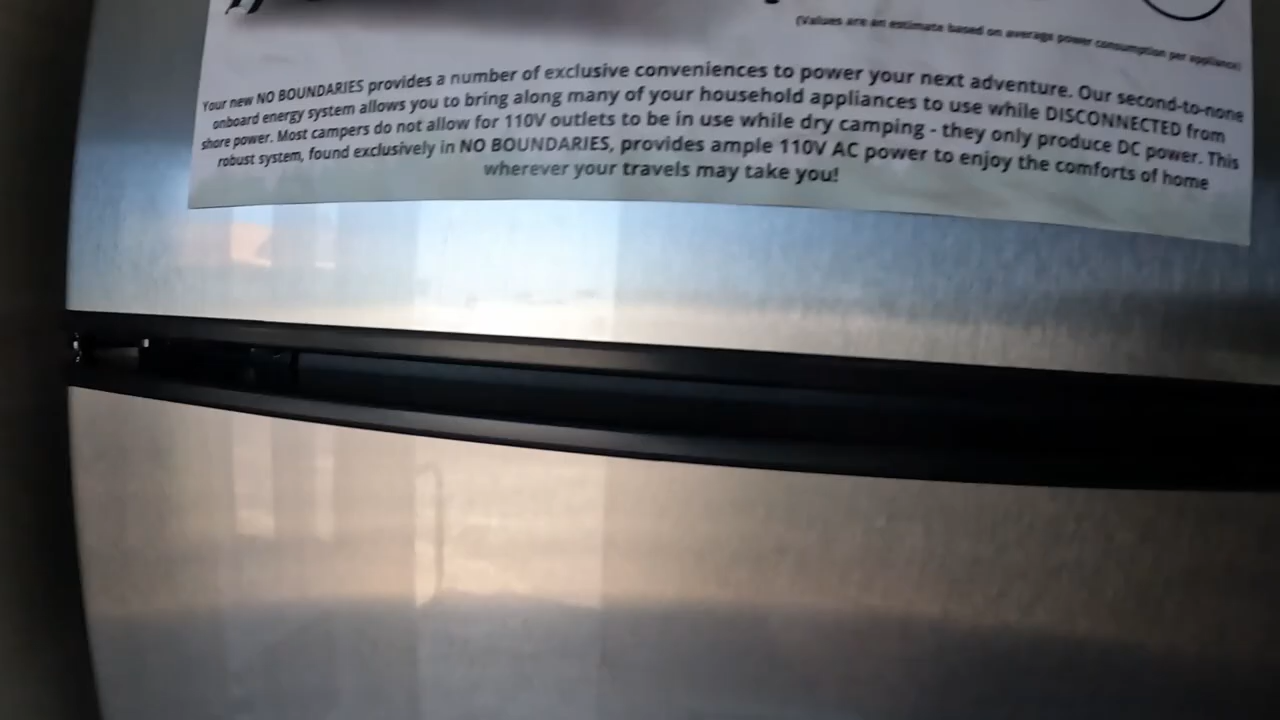 (Values are an estimate based on average power consumption per appliance)
Your new NO BOUNDARIES provides a number of exclusive conveniences to power your next adventure. Our second-to-none
onboard energy system allows you to bring along many of your household appliances to use while DISCONNECTED from
shore power. Most campers do not allow for 110V outlets to be in use while dry camping - they only produce DC power. This
robust system, found exclusively in NO BOUNDARIES, provides ample 110V AC power to enjoy the comforts of home
wherever your travels may take you!